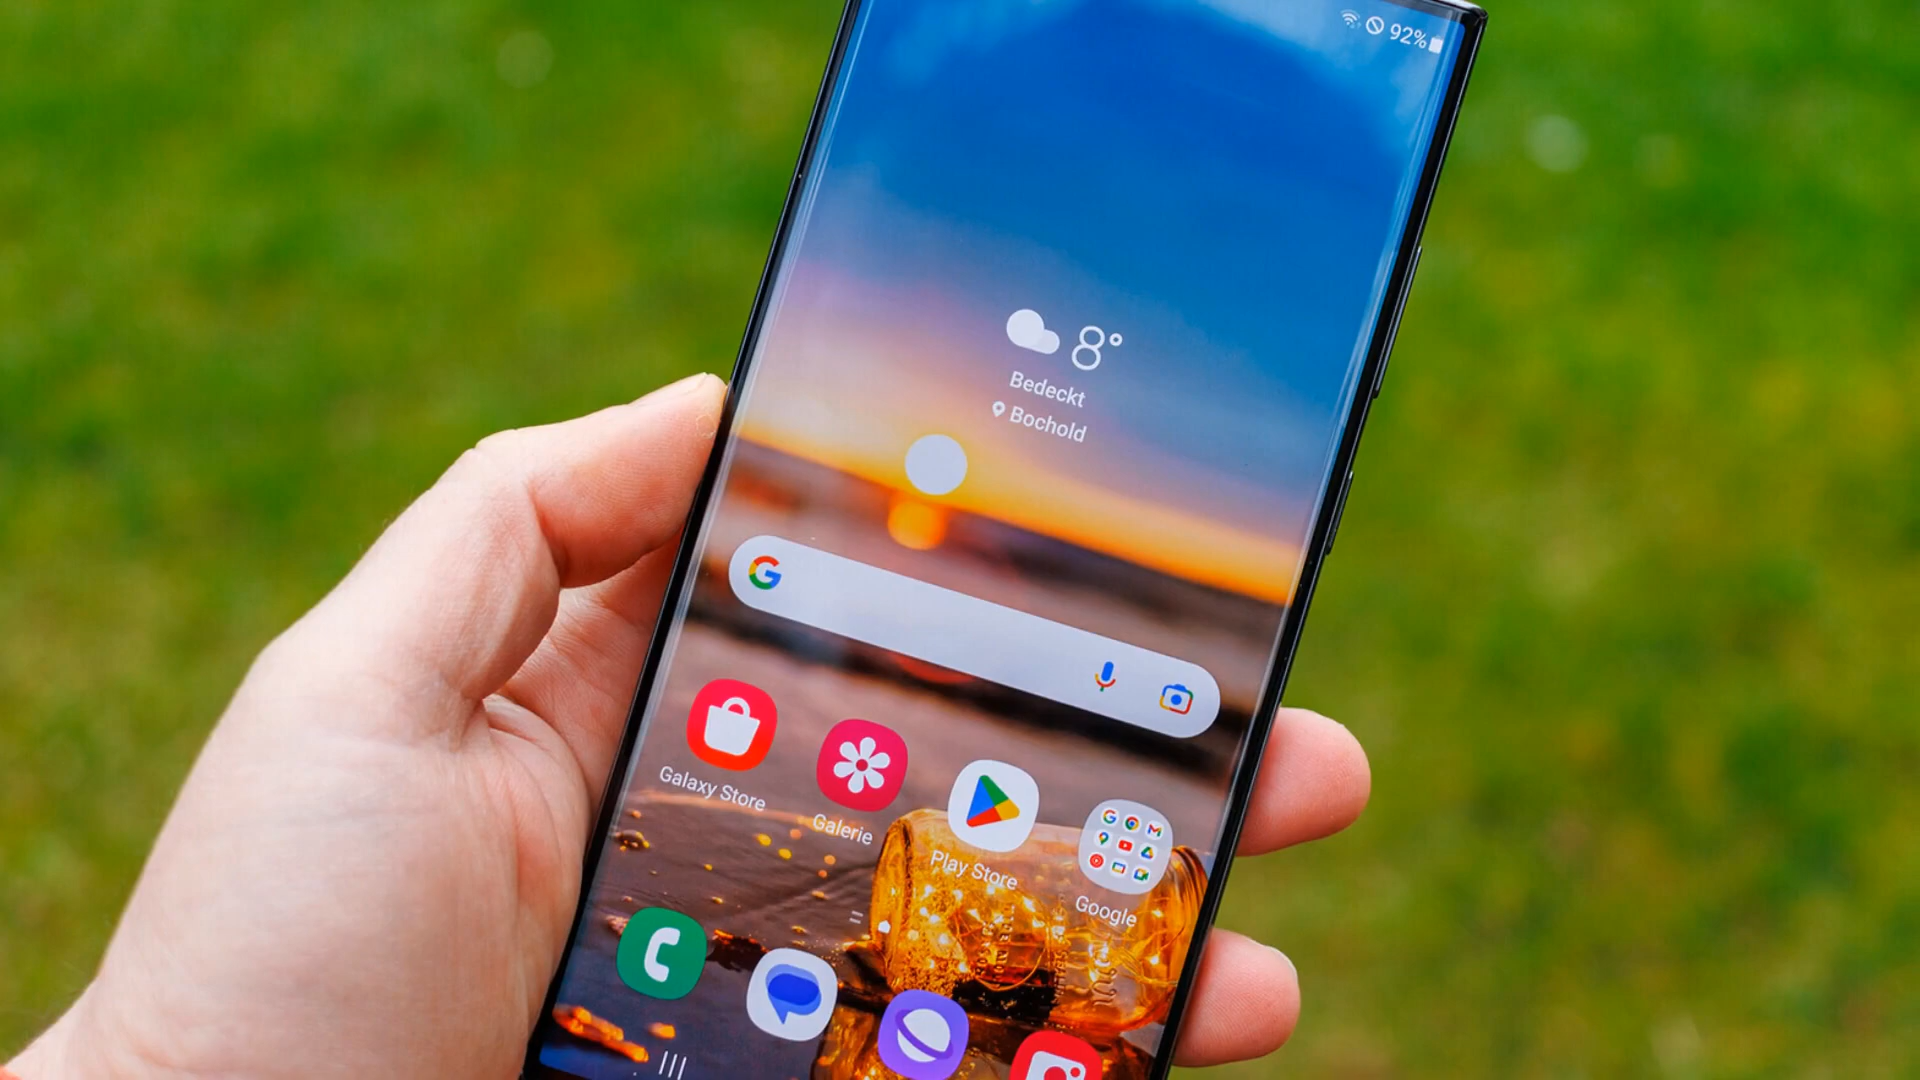 92%
8°
Bedeckt
Bochold
Galaxy Store
Galerie
Play Store
Google